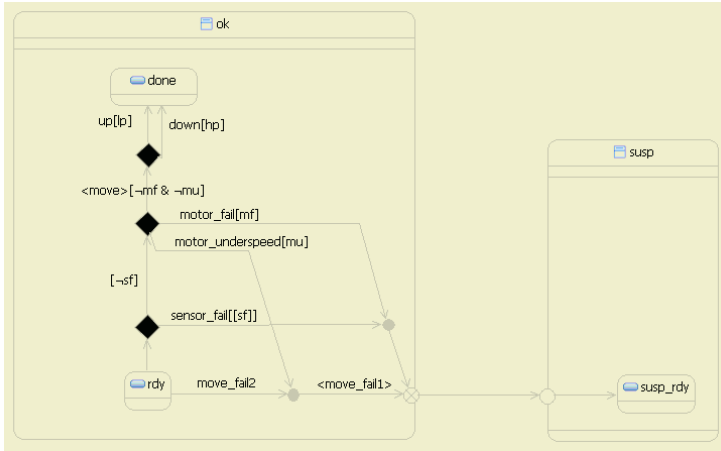 ok
done
up[lp]
down[hp]
susp
<move>[¬mf & ¬mu]
motor_fail[mf]
motor_underspeed[mu]
[¬sf]
sensor_fail[[sf]]
rdy
move_fail2
<move_fail1>
susp_rdy